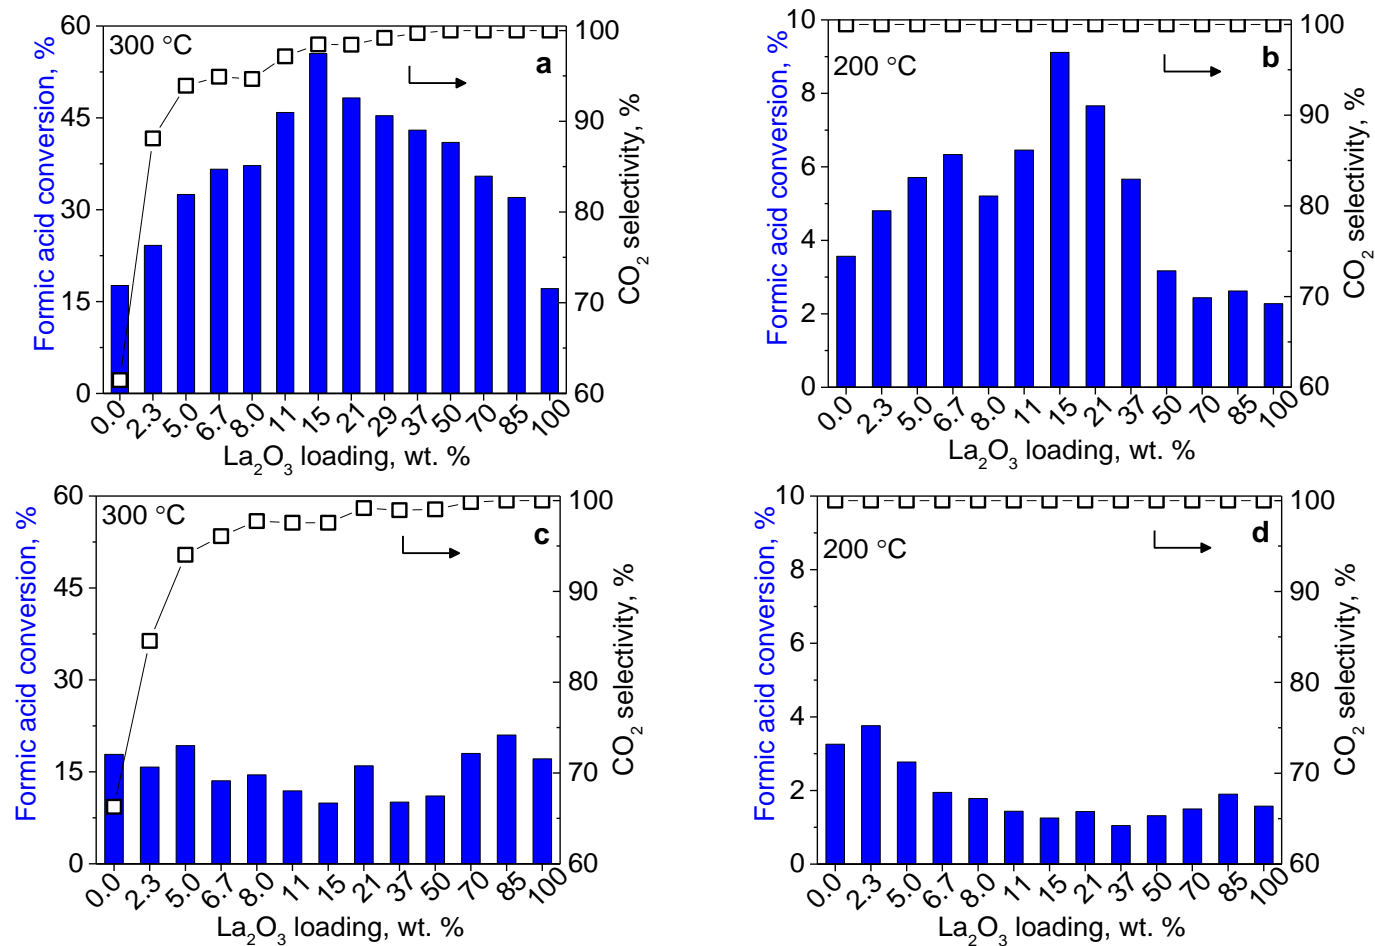 300 °C
a
60
45
30
15
0
Formic acid conversion, %
100
90
80
70
60
CO₂ selectivity, %
0.0 2.3 5.0 6.7 8.0 11 15 21 29 37 50 70 85 100
La₂O₃ loading, wt. %
200 °C
b
10
8
6
4
2
0
Formic acid conversion, %
100
90
80
70
60
CO₂ selectivity, %
0.0 2.3 5.0 6.7 8.0 11 15 21 37 50 70 85 100
La₂O₃ loading, wt. %
300 °C
c
60
45
30
15
0
Formic acid conversion, %
100
90
80
70
60
CO₂ selectivity, %
0.0 2.3 5.0 6.7 8.0 11 15 21 37 50 70 85 100
La₂O₃ loading, wt. %
200 °C
d
10
8
6
4
2
0
Formic acid conversion, %
100
90
80
70
60
CO₂ selectivity, %
0.0 2.3 5.0 6.7 8.0 11 15 21 37 50 70 85 100
La₂O₃ loading, wt. %